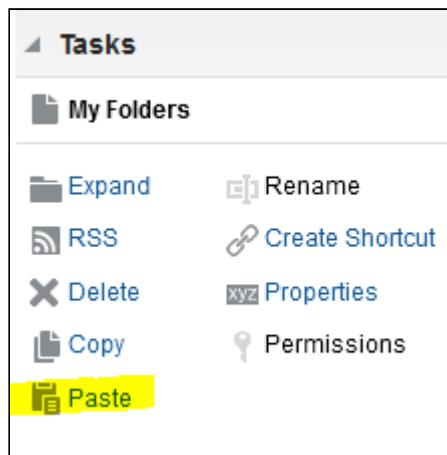 Tasks
My Folders
Expand Rename
RSS Create Shortcut
Delete xyz Properties
Copy Permissions
Paste